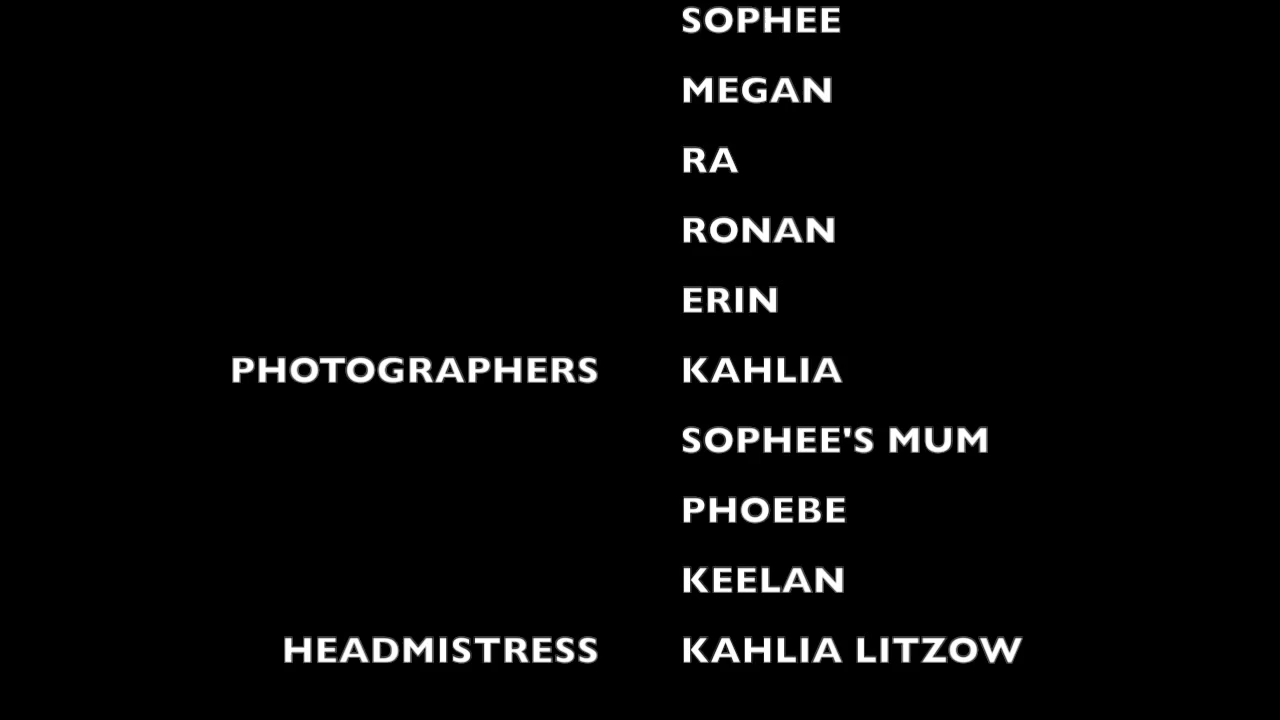 SOPHEE
MEGAN
RA
RONAN
ERIN
PHOTOGRAPHERS KAHLIA
SOPHEE'S MUM
PHOEBE
KEELAN
HEADMISTRESS KAHLIA LITZOW